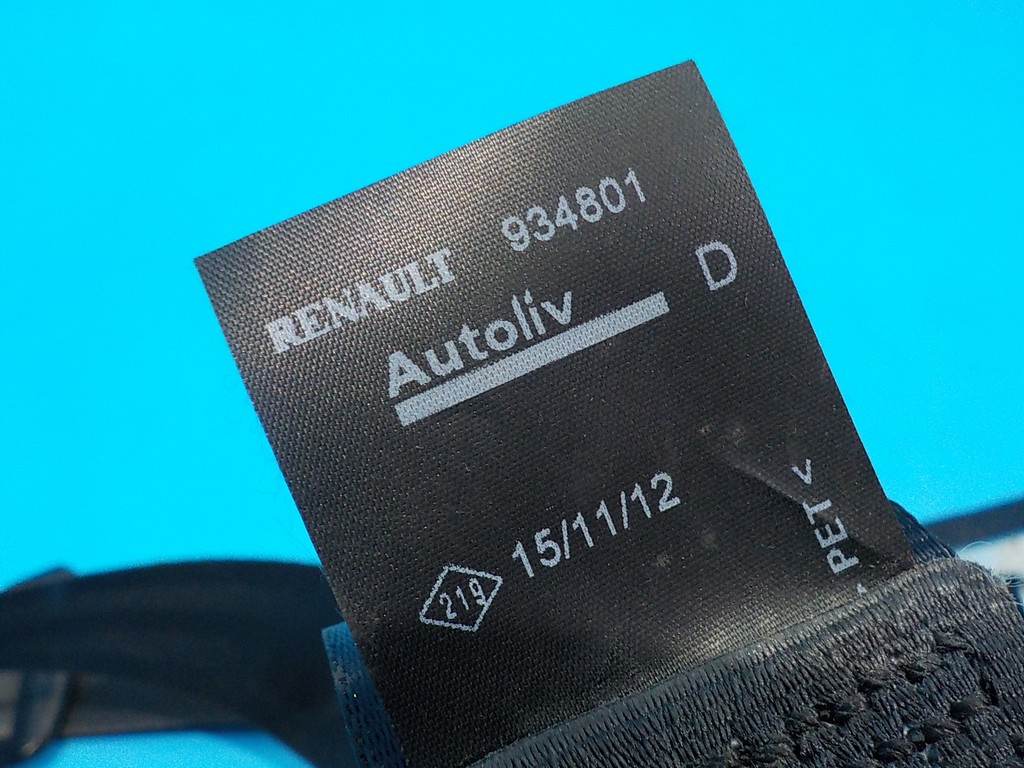 RENAULT 934801
Autoliv D
219 15/11/12
PET <